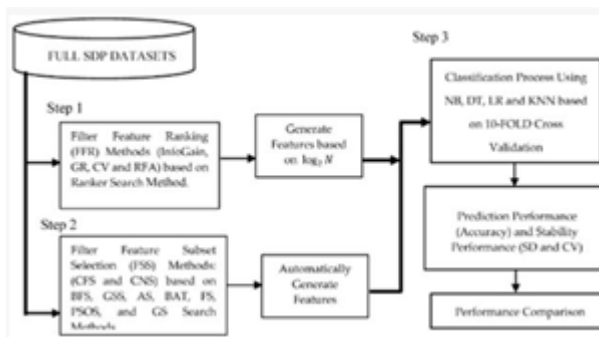 FULL SDP DATASETS
Step 1
Filter Feature Ranking
(FFR) Methods (InfoGain,
GR, CV and RFA) based on
Ranker Search Method.
Generate
Features based
on log₂ N
Step 2
Filter Feature Subset
Selection (FSS) Methods:
(CFS and CNS) based on
BFS, GSS, AS, BAT, FS,
PSOS, and GS Search
Methods
Automatically
Generate
Features
Step 3
Classification Process Using
NB, DT, LR and KNN based
on 10-FOLD Cross
Validation
Prediction Performance
(Accuracy) and Stability
Performance (SD and CV)
Performance Comparison